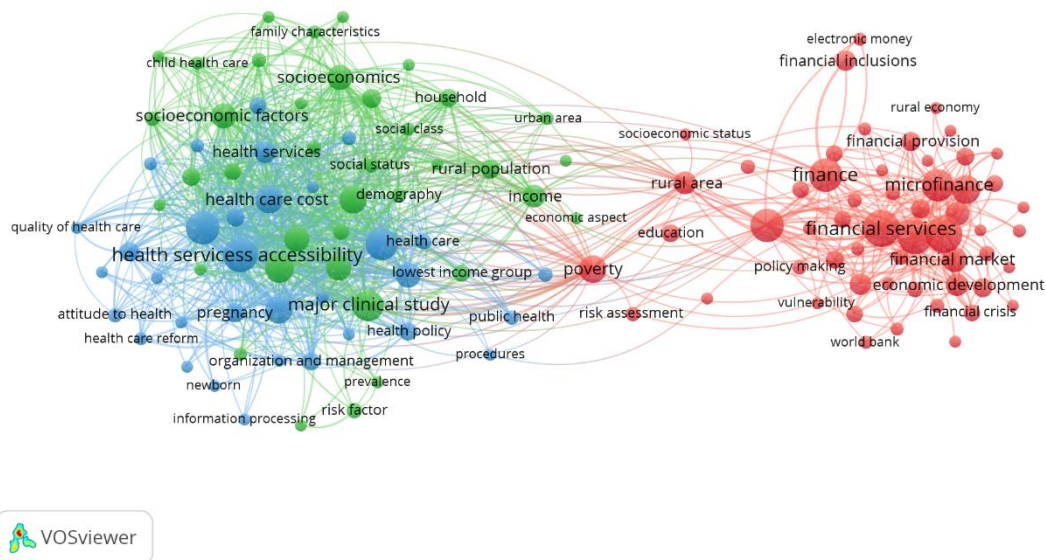 family characteristics
electronic money
financial inclusions
child health care
socioeconomics
household
rural economy
socioeconomic factors
urban area
social class
socioeconomic status
financial provision
health services
social status
rural population
finance
microfinance
rural area
health care cost
demography
income
economic aspect
quality of health care
education
financial services
health care
health servicess accessibility
lowest income group
poverty
policy making
financial market
economic development
major clinical study
attitude to health
pregnancy
public health
risk assessment
vulnerability
financial crisis
health care reform
health policy
world bank
organization and management
procedures
newborn
prevalence
information processing
risk factor
VOSviewer